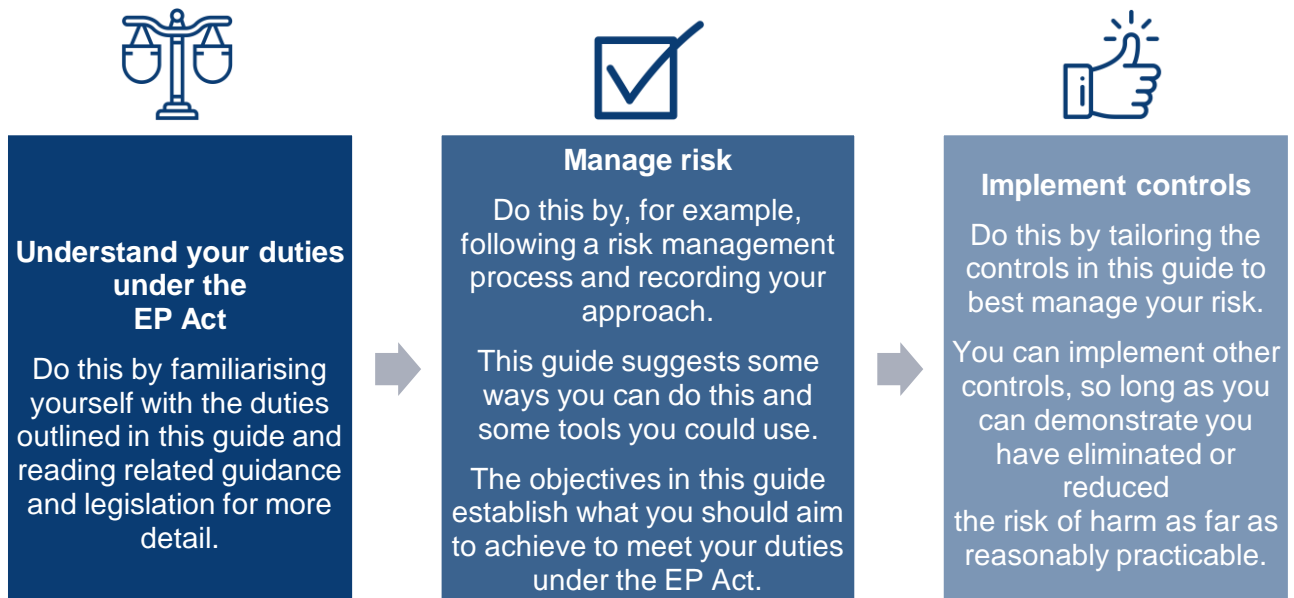 Understand your duties
under the
EP Act
Do this by familiarising
yourself with the duties
outlined in this guide and
reading related guidance
and legislation for more
detail.
Manage risk
Do this by, for example,
following a risk management
process and recording your
approach.
This guide suggests some
ways you can do this and
some tools you could use.
The objectives in this guide
establish what you should aim
to achieve to meet your duties
under the EP Act.
Implement controls
Do this by tailoring the
controls in this guide to
best manage your risk.
You can implement other
controls, so long as you
can demonstrate you
have eliminated or
reduced
the risk of harm as far as
reasonably practicable.